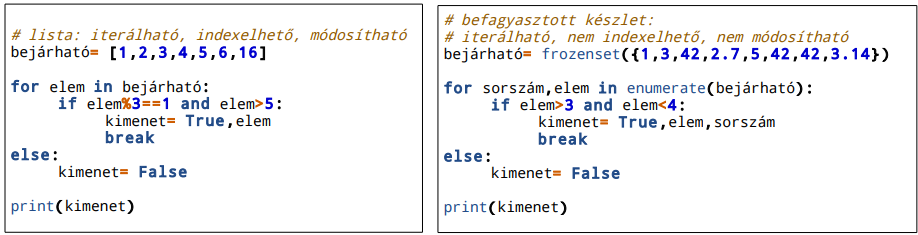 # lista: iterálható, indexelhető, módosítható
bejárható= [1,2,3,4,5,6,16]
for elem in bejárható:
if elem%3==1 and elem>5:
kimenet= True,elem
break
else:
kimenet= False
print(kimenet)
# befagyasztott készlet:
# iterálható, nem indexelhető, nem módosítható
bejárható= frozenset({1,3,42,2.7,5,42,42,3.14})
for sorszám,elem in enumerate(bejárható):
if elem>3 and elem<4:
kimenet= True,elem,sorszám
break
else:
kimenet= False
print(kimenet)